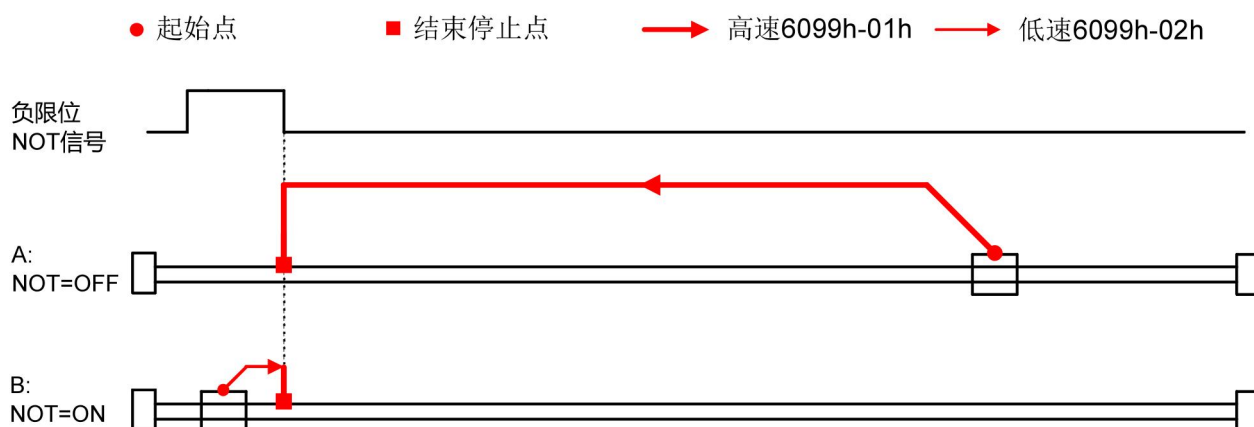 起始点 结束停止点 高速6099h-01h 低速6099h-02h
负限位
NOT信号
A:
NOT=OFF
B:
NOT=ON